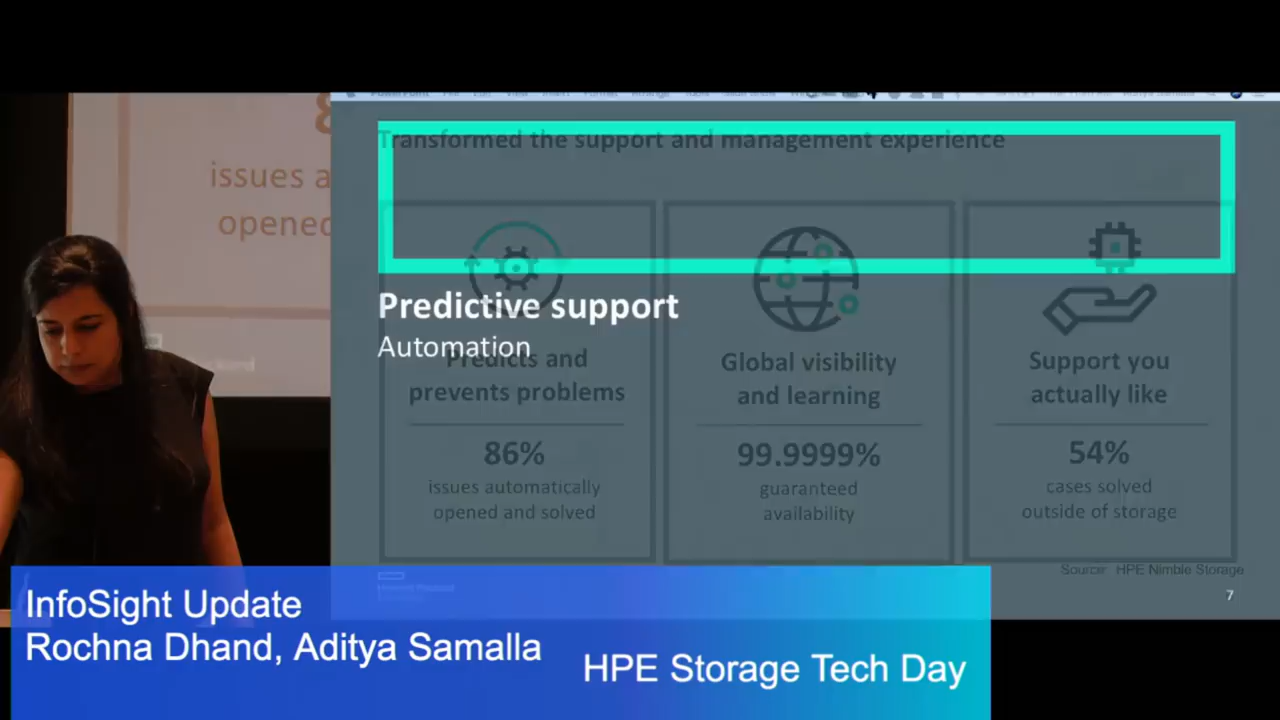 issues a
opened
Transformed the support and management experience
Predictive support
Automation
Predicts and
prevents problems
86%
issues automatically
opened and solved
Global visibility
and learning
99.9999%
guaranteed
availability
Support you
actually like
54%
cases solved
outside of storage
Source: HPE Nimble Storage
7
InfoSight Update
Rochna Dhand, Aditya Samalla
HPE Storage Tech Day